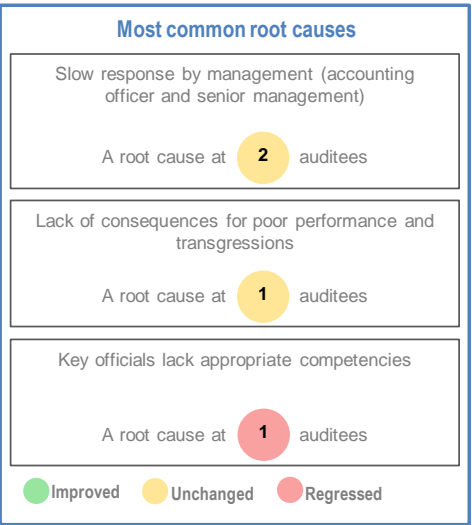 Most common root causes
Slow response by management (accounting
officer and senior management)
A root cause at 2 auditees
Lack of consequences for poor performance and
transgressions
A root cause at 1 auditees
Key officials lack appropriate competencies
A root cause at 1 auditees
Improved Unchanged Regressed